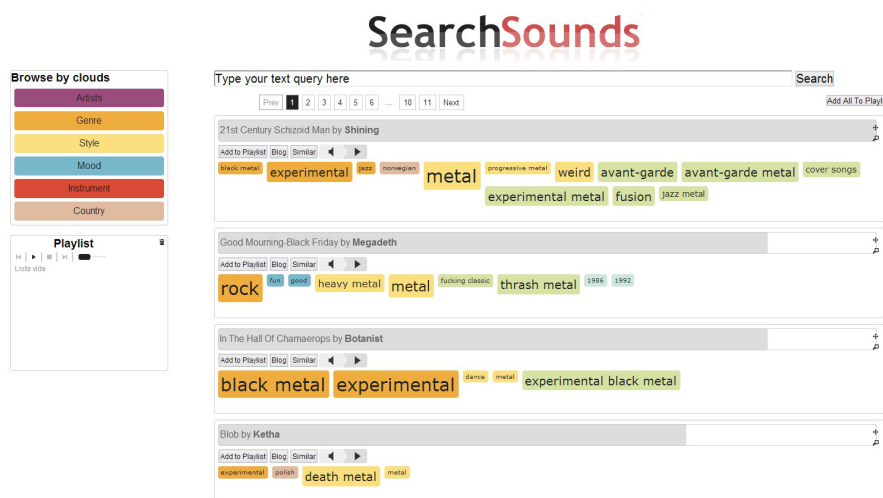 SearchSounds
Browse by clouds
Artists
Genre
Style
Mood
Instrument
Country
Playlist
Liste vide
Type your text query here Search
Prev 1 2 3 4 5 6 ... 10 11 Next
Add All To Playl
21st Century Schizoid Man by Shining
Add to Playlist Blog Similar
black metal experimental jazz norwegian metal progressive metal weird avant-garde avant-garde metal cover songs
experimental metal fusion jazz metal
Good Mourning-Black Friday by Megadeth
Add to Playlist Blog Similar
rock fun good heavy metal metal fucking classic thrash metal 1986 1992
In The Hall Of Chamaerops by Botanist
Add to Playlist Blog Similar
black metal experimental dance metal experimental black metal
Blob by Ketha
Add to Playlist Blog Similar
experimental polish death metal metal